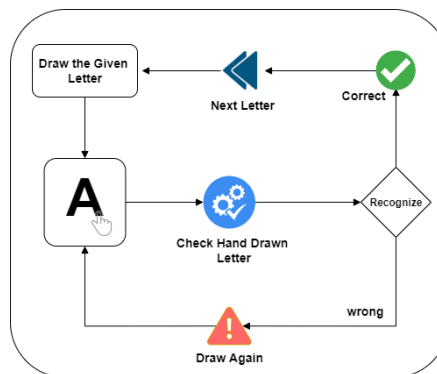 Draw the Given
Letter
Next Letter
Correct
A
Check Hand Drawn
Letter
Recognize
wrong
Draw Again